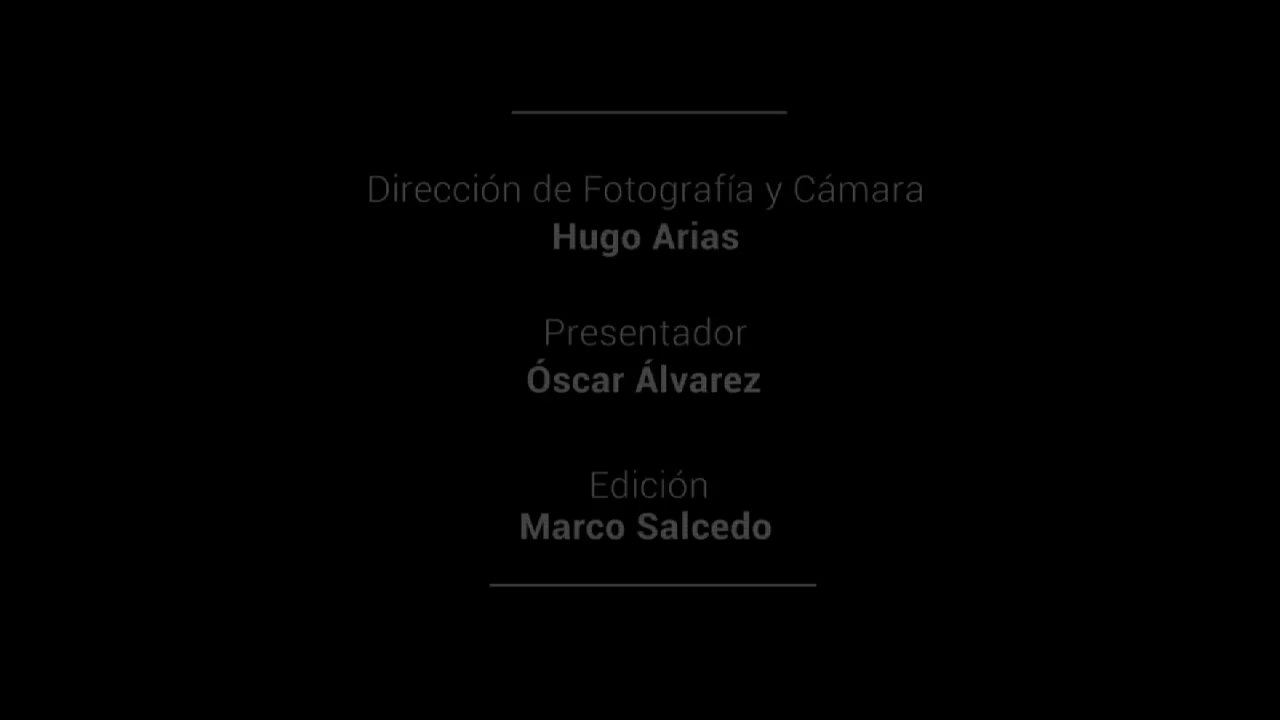 Dirección de Fotografía y Cámara
Hugo Arias
Presentador
Óscar Álvarez
Edición
Marco Salcedo